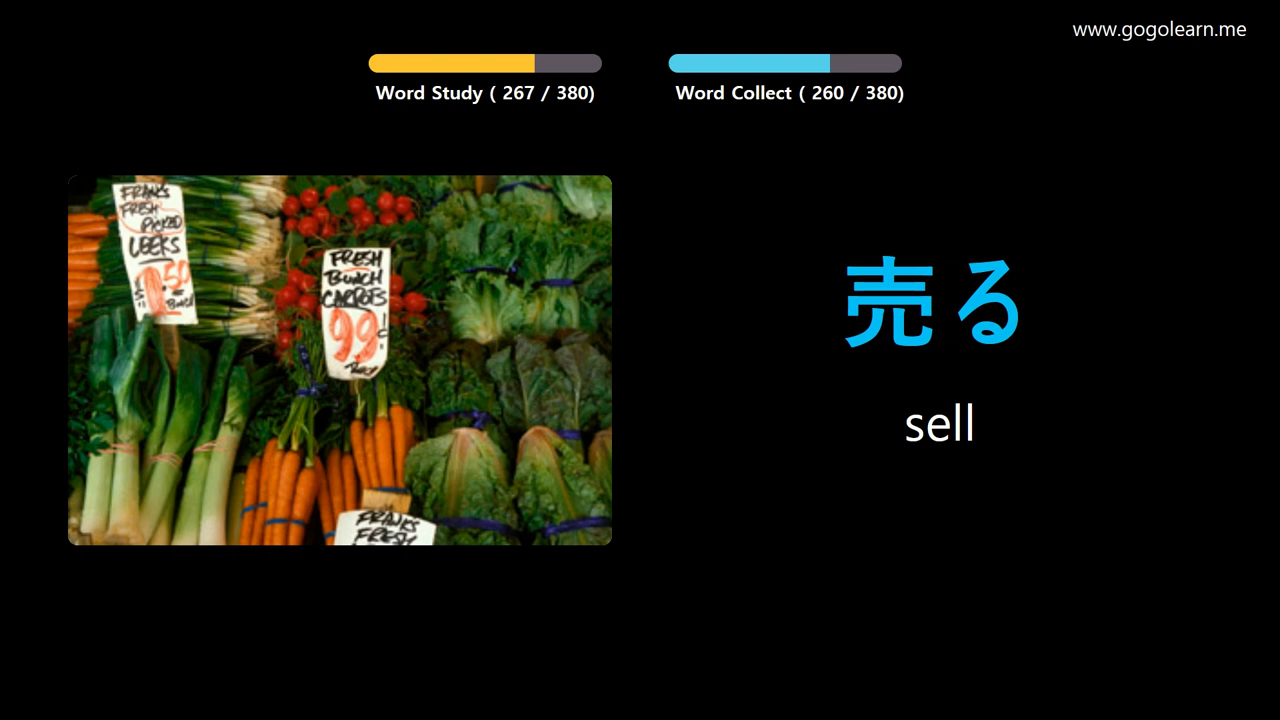 www.gogolearn.me
Word Study ( 267 / 380)
Word Collect ( 260 / 380)
FRANK'S
FRESH
PICKED
LEEKS
FRESH
BUNCH
CARROTS
99
FRANK'S
FRESH
売る
sell